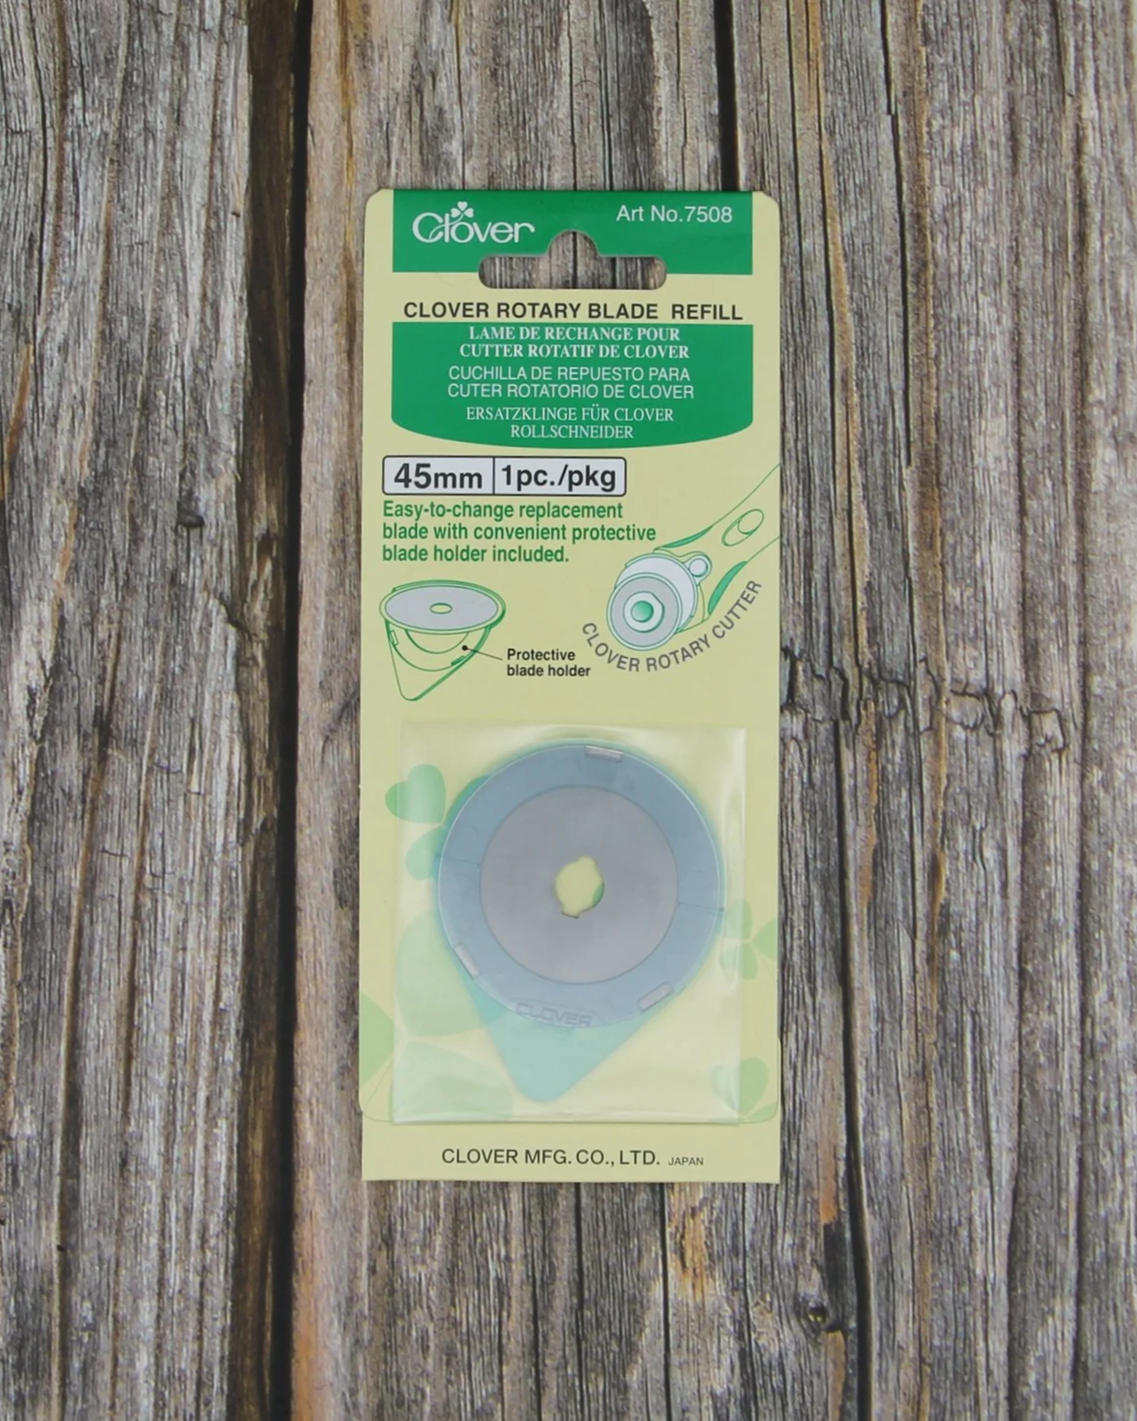 Clover
Art No.7508
CLOVER ROTARY BLADE REFILL
LAME DE RECHANGE POUR
CUTTER ROTATIF DE CLOVER
CUCHILLA DE REPUESTO PARA
CUTER ROTATORIO DE CLOVER
ERSATZKLINGE FÜR CLOVER
ROLLSCHNEIDER
45mm 1pc./pkg
Easy-to-change replacement
blade with convenient protective
blade holder included.
CLOVER ROTARY CUTTER
Protective
blade holder
CLOVER
CLOVER MFG. CO., LTD. JAPAN